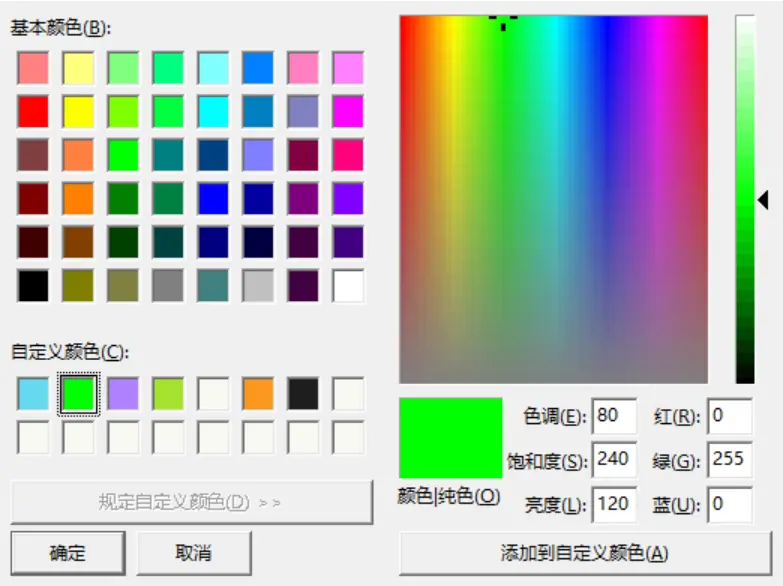 基本颜色(B):
自定义颜色(C):
规定自定义颜色(D) >>
确定
取消
色调(E): 80
红(R): 0
饱和度(S): 240
绿(G): 255
颜色|纯色(O)
亮度(L): 120
蓝(U): 0
添加到自定义颜色(A)